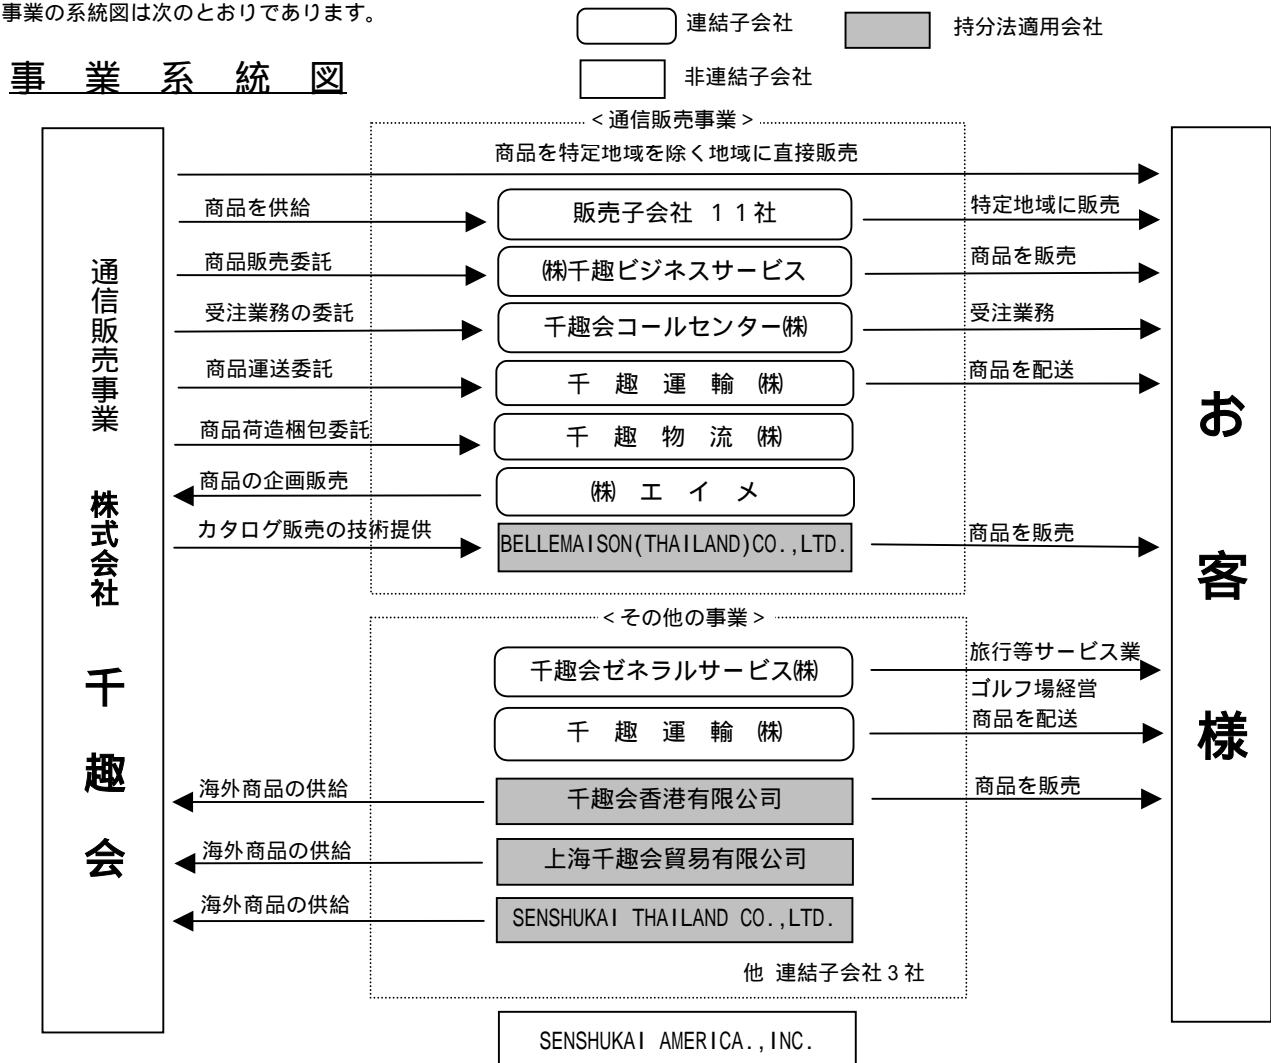 事業の系統図は次のとおりであります。
連結子会社
持分法適用会社
非連結子会社
事業系統図
通信販売事業 株式会社 千趣会
<通信販売事業>
商品を特定地域を除く地域に直接販売
商品を供給
販売子会社 11社
特定地域に販売
商品販売委託
㈱千趣ビジネスサービス
商品を販売
受注業務の委託
千趣会コールセンター㈱
受注業務
商品運送委託
千趣運輸㈱
商品を配送
商品荷造梱包委託
千趣物流㈱
商品の企画販売
㈱エイメ
カタログ販売の技術提供
BELLEMAISON(THAILAND)CO.,LTD.
商品を販売
<その他の事業>
千趣会ゼネラルサービス㈱
旅行等サービス業
ゴルフ場経営
千趣運輸㈱
商品を配送
海外商品の供給
千趣会香港有限公司
商品を販売
海外商品の供給
上海千趣会貿易有限公司
海外商品の供給
SENSHUKAI THAILAND CO.,LTD.
他 連結子会社3社
SENSHUKAI AMERICA.,INC.
お客様